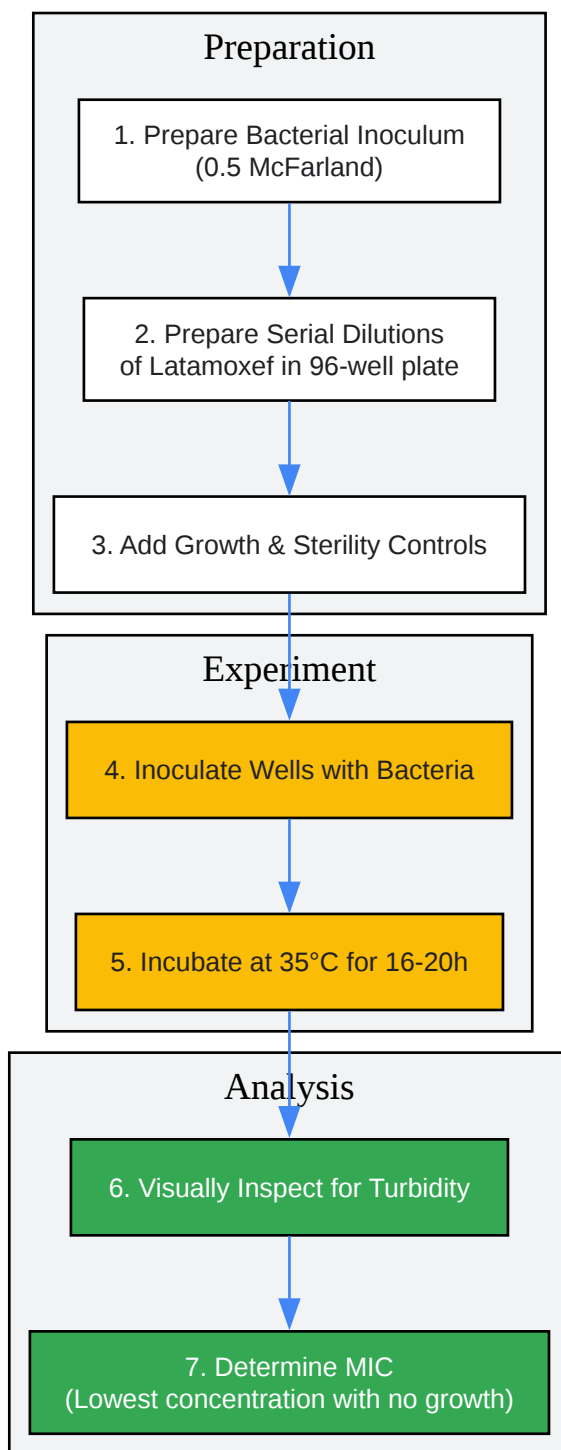 Preparation
1. Prepare Bacterial Inoculum
(0.5 McFarland)
2. Prepare Serial Dilutions
of Latamoxef in 96-well plate
3. Add Growth & Sterility Controls
Experiment
4. Inoculate Wells with Bacteria
5. Incubate at 35°C for 16-20h
Analysis
6. Visually Inspect for Turbidity
7. Determine MIC
(Lowest concentration with no growth)